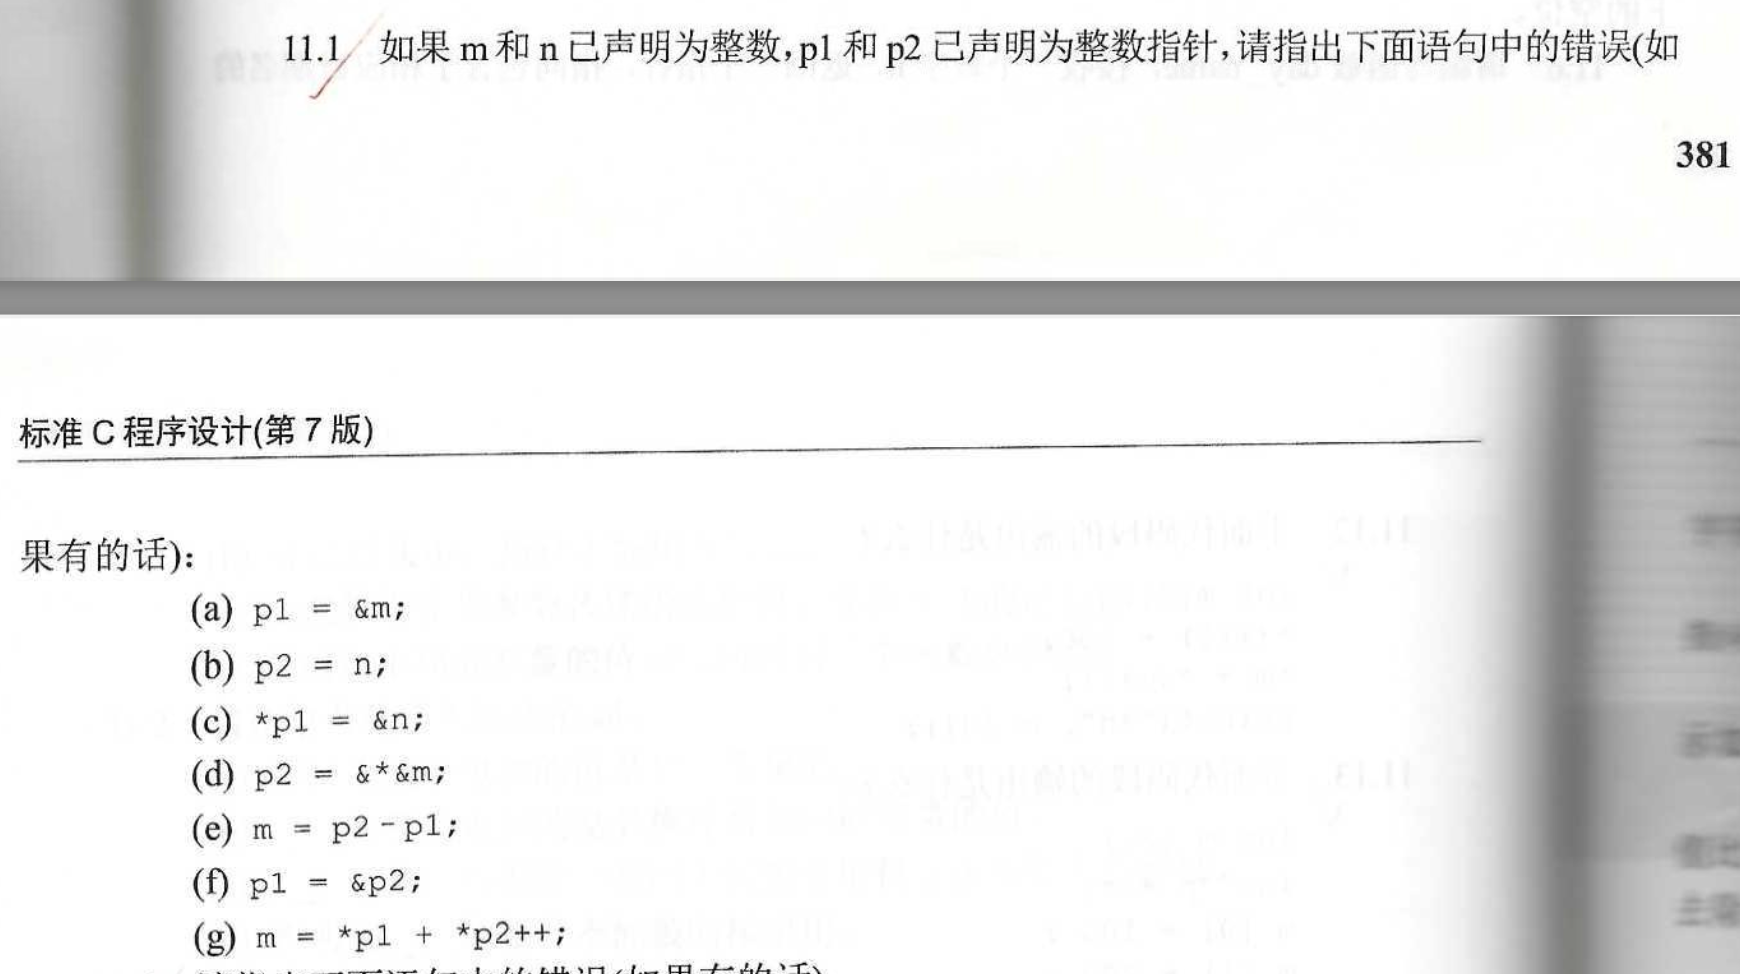 11.1 如果 m 和 n 已声明为整数,p1 和 p2 已声明为整数指针,请指出下面语句中的错误(如
381
标准 C 程序设计(第 7 版)
果有的话):
(a) p1 = &m;
(b) p2 = n;
(c) *p1 = &n;
(d) p2 = &*&m;
(e) m = p2-p1;
(f) p1 = &p2;
(g) m = *p1 + *p2++;